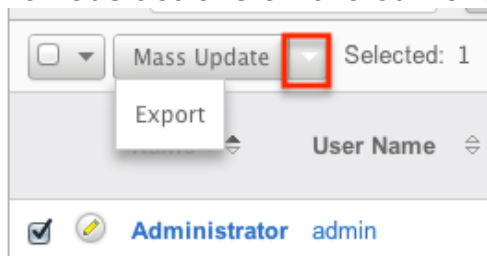 Mass Update Selected: 1
Export
User Name
Administrator admin